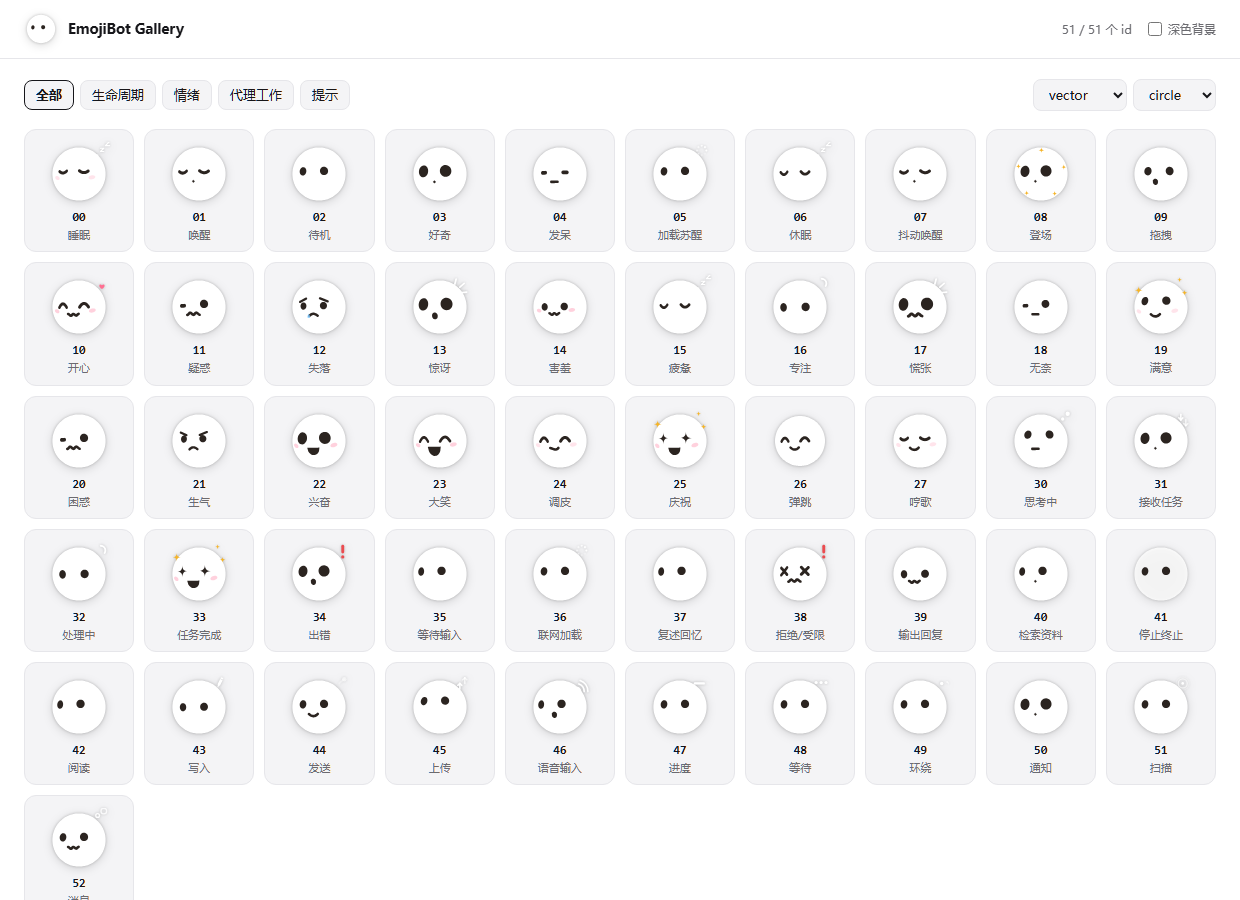 EmojiBot Gallery
51 / 51 个 id
深色背景
全部
生命周期
情绪
代理工作
提示
vector
circle
00
睡眠
01
唤醒
02
待机
03
好奇
04
发呆
05
加载苏醒
06
休眠
07
抖动唤醒
08
登场
09
拖拽
10
开心
11
疑惑
12
失落
13
惊讶
14
害羞
15
疲惫
16
专注
17
慌张
18
无奈
19
满意
20
困惑
21
生气
22
兴奋
23
大笑
24
调皮
25
庆祝
26
弹跳
27
哼歌
30
思考中
31
接收任务
32
处理中
33
任务完成
34
出错
35
等待输入
36
联网加载
37
复述回忆
38
拒绝/受限
39
输出回复
40
检索资料
41
停止终止
42
阅读
43
写入
44
发送
45
上传
46
语音输入
47
进度
48
等待
49
环绕
50
通知
51
扫描
52
消息